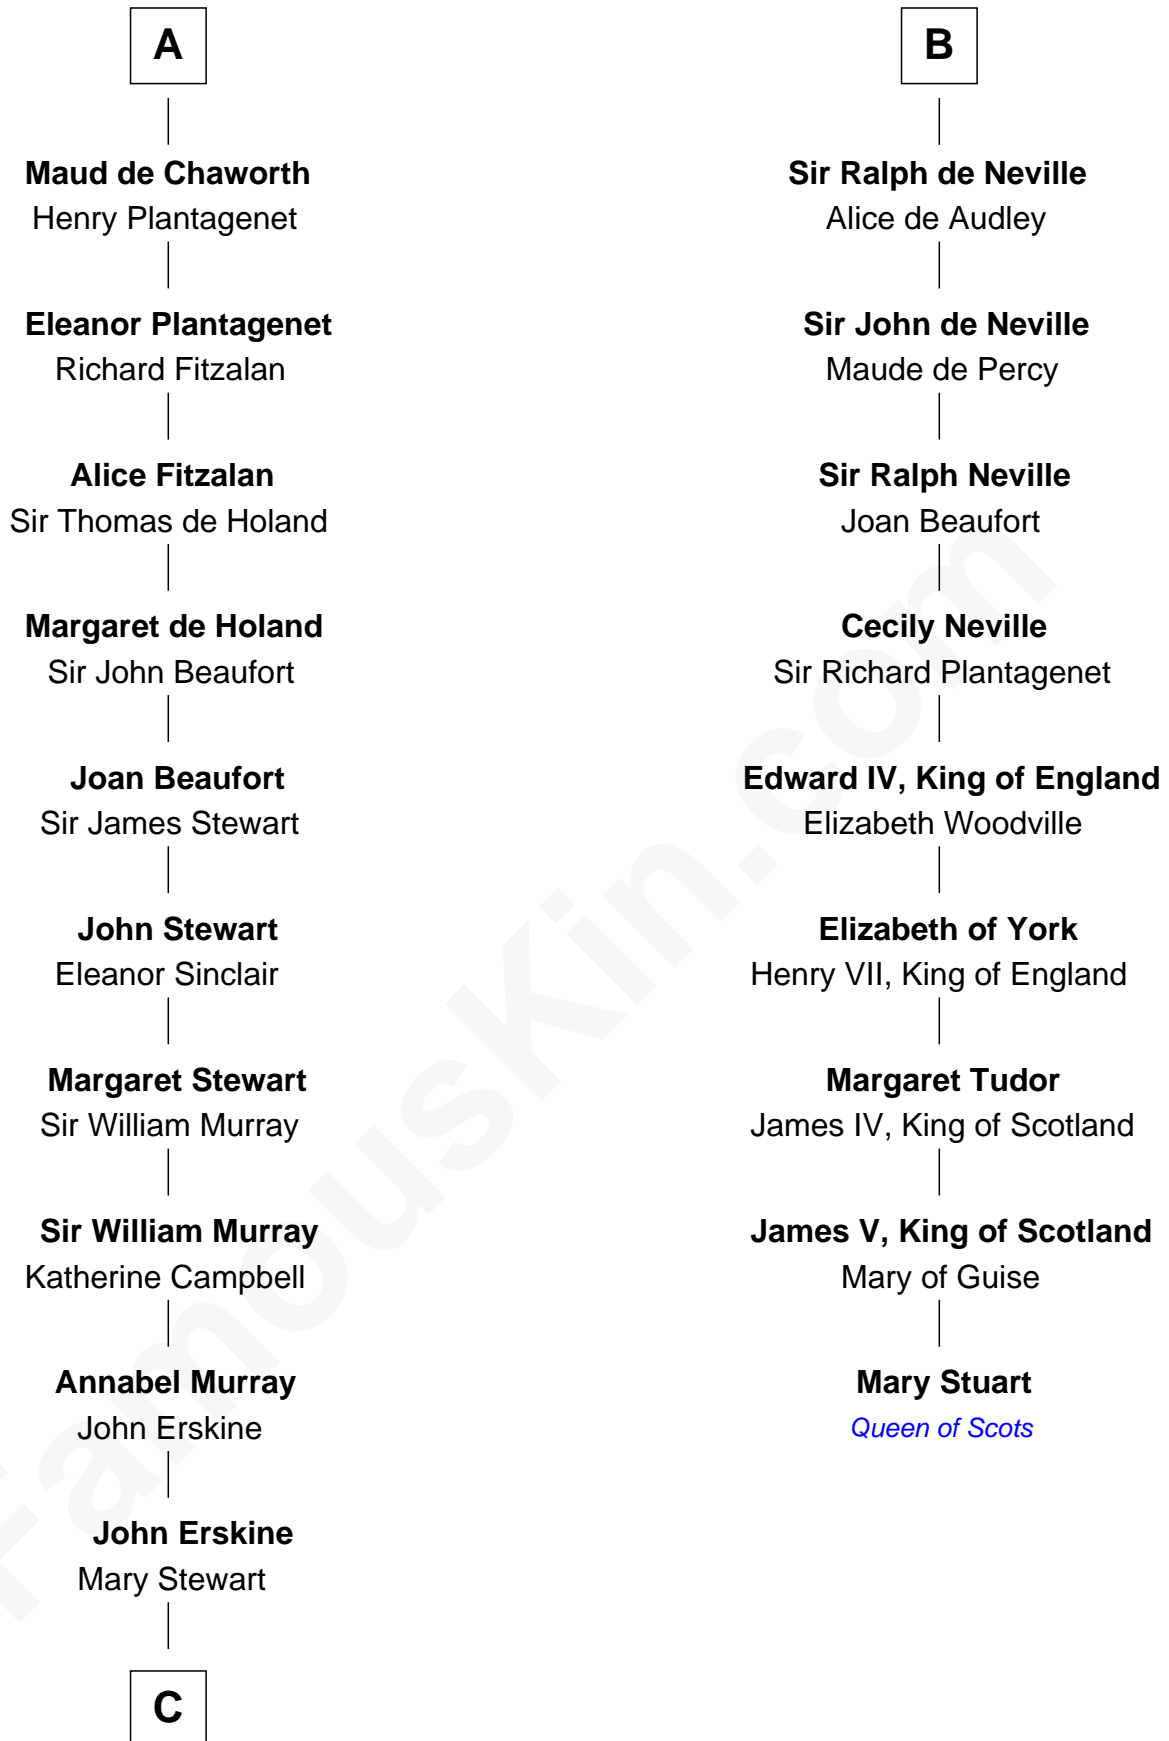 A
Maud de Chaworth
Henry Plantagenet
Eleanor Plantagenet
Richard Fitzalan
Alice Fitzalan
Sir Thomas de Holand
Margaret de Holand
Sir John Beaufort
Joan Beaufort
Sir James Stewart
John Stewart
Eleanor Sinclair
Margaret Stewart
Sir William Murray
Sir William Murray
Katherine Campbell
Annabel Murray
John Erskine
John Erskine
Mary Stewart
C
B
Sir Ralph de Neville
Alice de Audley
Sir John de Neville
Maude de Percy
Sir Ralph Neville
Joan Beaufort
Cecily Neville
Sir Richard Plantagenet
Edward IV, King of England
Elizabeth Woodville
Elizabeth of York
Henry VII, King of England
Margaret Tudor
James IV, King of Scotland
James V, King of Scotland
Mary of Guise
Mary Stuart
Queen of Scots
FamousKin.com